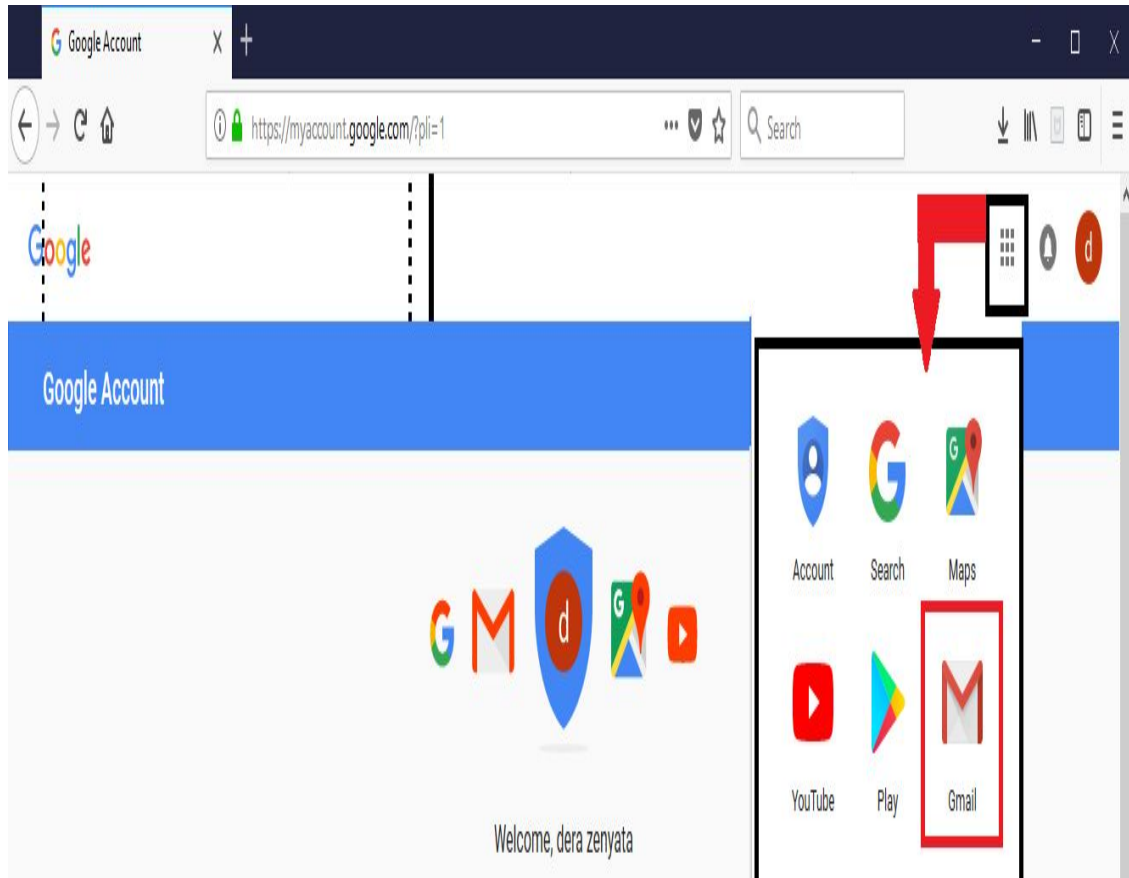 Google Account
https://myaccount.google.com/?pli=1
Search
Google
d
Google Account
G
Account
Search
Maps
G
d
YouTube
Play
Gmail
Welcome, dera zenyata